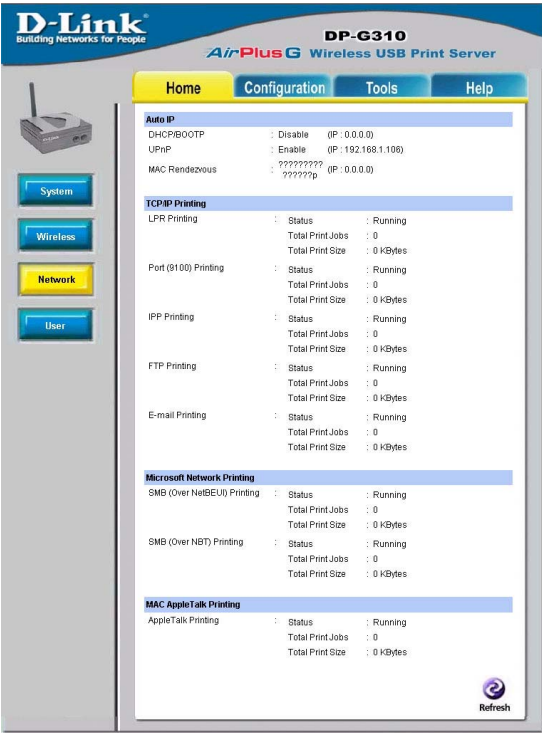 D-Link
Building Networks for People
DP-G310
AirPlus G Wireless USB Print Server
Home Configuration Tools Help
System
Wireless
Network
User
Auto IP
DHCP/BOOTP : Disable (IP : 0.0.0.0)
UPnP : Enable (IP : 192.168.1.106)
MAC Rendezvous : ?????????
??????p (IP : 0.0.0.0)
TCP/IP Printing
LPR Printing : Status : Running
Total Print Jobs : 0
Total Print Size : 0 KBytes
Port (9100) Printing : Status : Running
Total Print Jobs : 0
Total Print Size : 0 KBytes
IPP Printing : Status : Running
Total Print Jobs : 0
Total Print Size : 0 KBytes
FTP Printing : Status : Running
Total Print Jobs : 0
Total Print Size : 0 KBytes
E-mail Printing : Status : Running
Total Print Jobs : 0
Total Print Size : 0 KBytes
Microsoft Network Printing
SMB (Over NetBEUI) Printing : Status : Running
Total Print Jobs : 0
Total Print Size : 0 KBytes
SMB (Over NBT) Printing : Status : Running
Total Print Jobs : 0
Total Print Size : 0 KBytes
MAC AppleTalk Printing
AppleTalk Printing : Status : Running
Total Print Jobs : 0
Total Print Size : 0 KBytes
Refresh